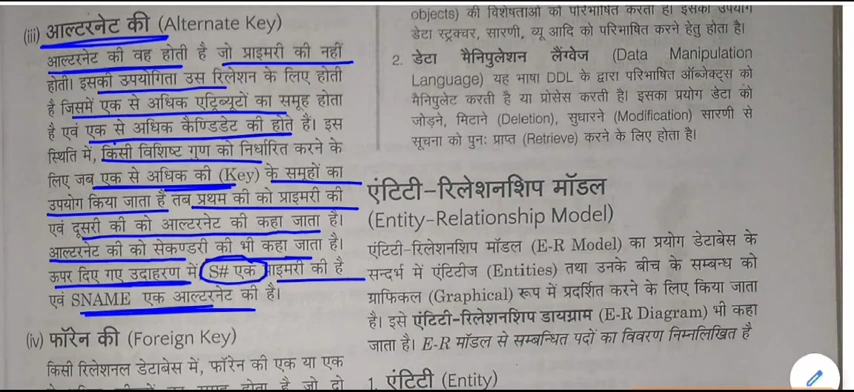 (iii) आल्टरनेट की (Alternate Key)
आल्टरनेट की वह होती है जो प्राइमरी की नहीं
होती। इसकी उपयोगिता उस रिलेशन के लिए होती
है जिसमें एक से अधिक एट्रिब्यूटों का समूह होता
है एवं एक से अधिक कैण्डिडेट की होते हैं। इस
स्थिति में, किसी विशिष्ट गुण को निर्धारित करने के
लिए जब एक से अधिक की (Key) के समूहों का
उपयोग किया जाता है तब प्रथम की को प्राइमरी की
एवं दूसरी की को आल्टरनेट की कहा जाता है।
आल्टरनेट की को सेकण्डरी की भी कहा जाता है।
ऊपर दिए गए उदाहरण में S# एक प्राइमरी की है
एवं SNAME एक आल्टरनेट की है।
(iv) फॉरेन की (Foreign Key)
किसी रिलेशनल डेटाबेस में, फॉरेन की एक या एक
समूह होता है जो दो
objects) की विशेषताओं को परिभाषित करता है। इसका उपयोग
डेटा स्ट्रक्चर, सारणी, व्यू आदि को परिभाषित करने हेतु होता है।
2. डेटा मैनिपुलेशन लैंग्वेज (Data Manipulation
Language) यह भाषा DDL के द्वारा परिभाषित ऑब्जेक्ट्स को
मैनिपुलेट करती है या प्रोसेस करती है। इसका प्रयोग डेटा को
जोड़ने, मिटाने (Deletion), सुधारने (Modification) सारणी से
सूचना को पुनः प्राप्त (Retrieve) करने के लिए होता है।
एंटिटी-रिलेशनशिप मॉडल
(Entity-Relationship Model)
एंटिटी-रिलेशनशिप मॉडल (E-R Model) का प्रयोग डेटाबेस के
सन्दर्भ में एंटिटीज (Entities) तथा उनके बीच के सम्बन्ध को
ग्राफिकल (Graphical) रूप में प्रदर्शित करने के लिए किया जाता
है। इसे एंटिटी-रिलेशनशिप डायग्राम (E-R Diagram) भी कहा
जाता है। E-R मॉडल से सम्बन्धित पदों का विवरण निम्नलिखित है
1. एंटिटी (Entity)